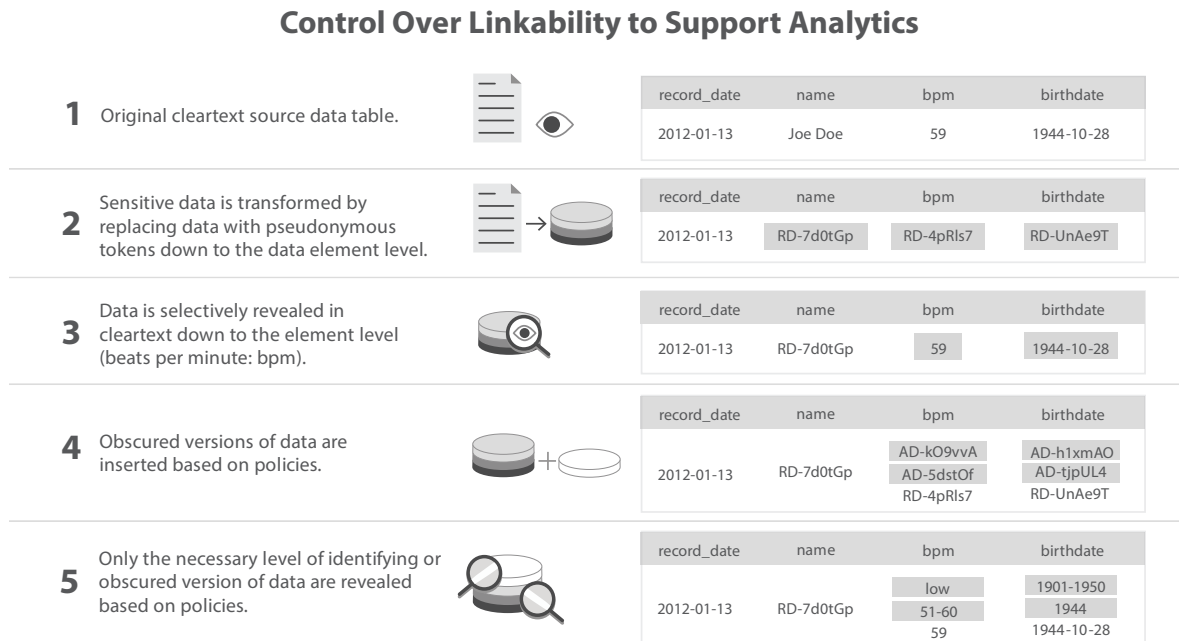 Control Over Linkability to Support Analytics
1 Original cleartext source data table.
record_date name bpm birthdate
2012-01-13 Joe Doe 59 1944-10-28
2 Sensitive data is transformed by
replacing data with pseudonymous
tokens down to the data element level.
record_date name bpm birthdate
2012-01-13 RD-7d0tGp RD-4pRls7 RD-UnAe9T
3 Data is selectively revealed in
cleartext down to the element level
(beats per minute: bpm).
record_date name bpm birthdate
2012-01-13 RD-7d0tGp 59 1944-10-28
4 Obscured versions of data are
inserted based on policies.
record_date name bpm birthdate
AD-kO9vvA AD-h1xmAO
2012-01-13 RD-7d0tGp AD-5dstOf AD-tjpUL4
RD-4pRls7 RD-UnAe9T
5 Only the necessary level of identifying or
obscured version of data are revealed
based on policies.
record_date name bpm birthdate
low 1901-1950
2012-01-13 RD-7d0tGp 51-60 1944
59 1944-10-28